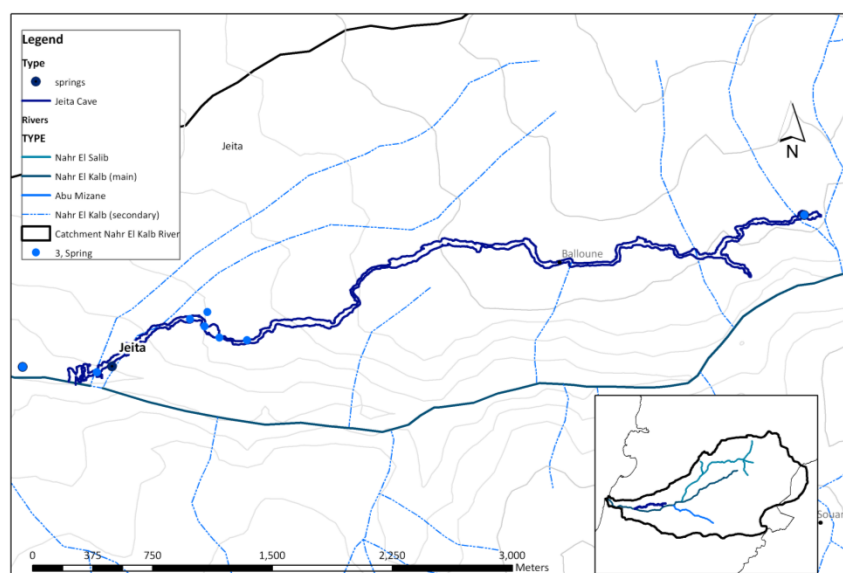 Legend
Type
springs
Jeita Cave
Rivers
TYPE
Nahr El Salib
Nahr El Kalb (main)
Abu Mizane
Nahr El Kalb (secondary)
Catchment Nahr El Kalb River
3, Spring
Jeita
N
Balloune
Jeita
0 375 750 1,500 2,250 3,000
Meters